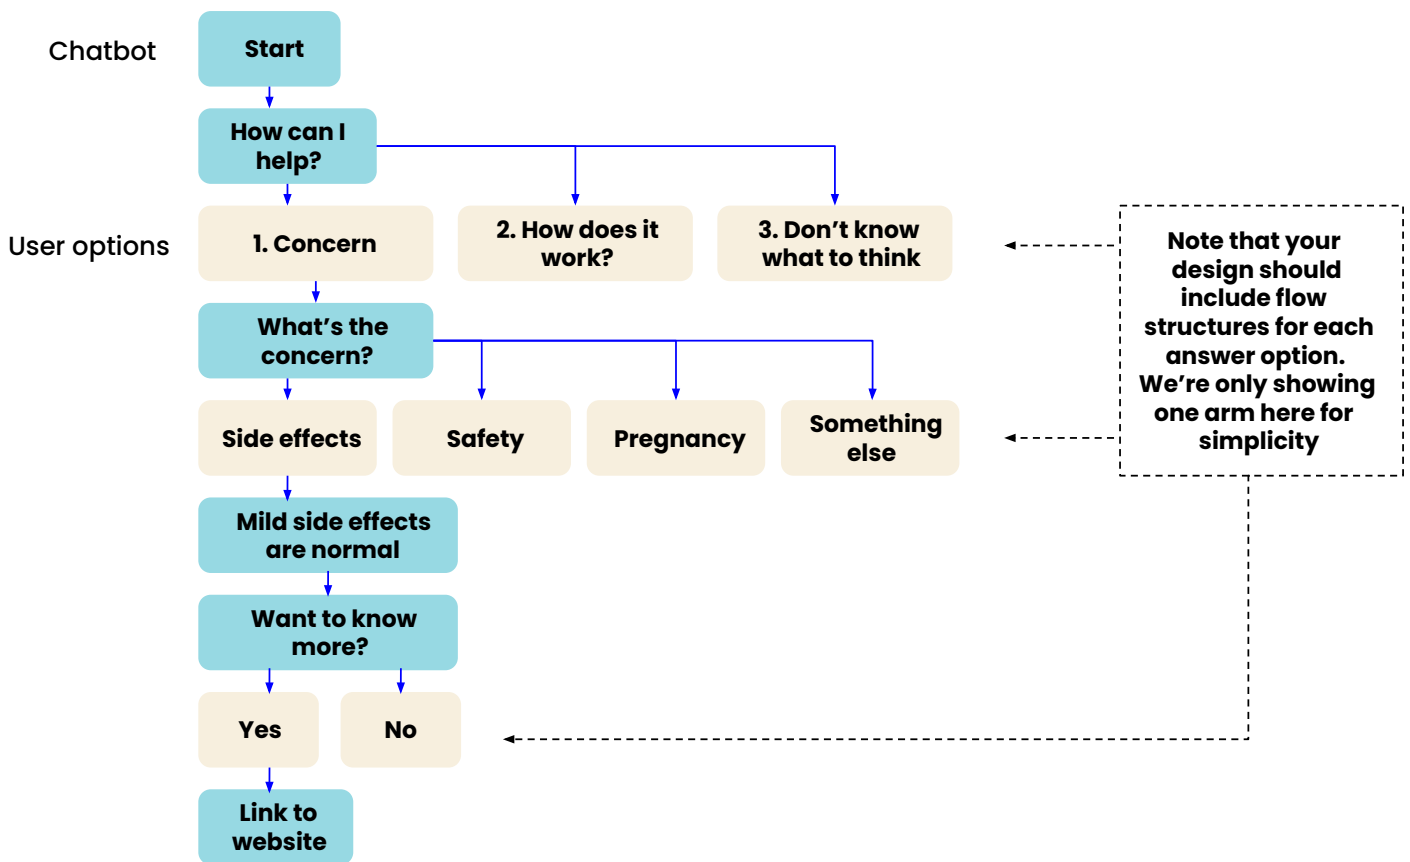 Chatbot
Start
How can I
help?
User options
1. Concern
2. How does it
work?
3. Don’t know
what to think
Note that your
design should
include flow
structures for each
answer option.
We’re only showing
one arm here for
simplicity
What’s the
concern?
Side effects
Safety
Pregnancy
Something
else
Mild side effects
are normal
Want to know
more?
Yes
No
Link to
website